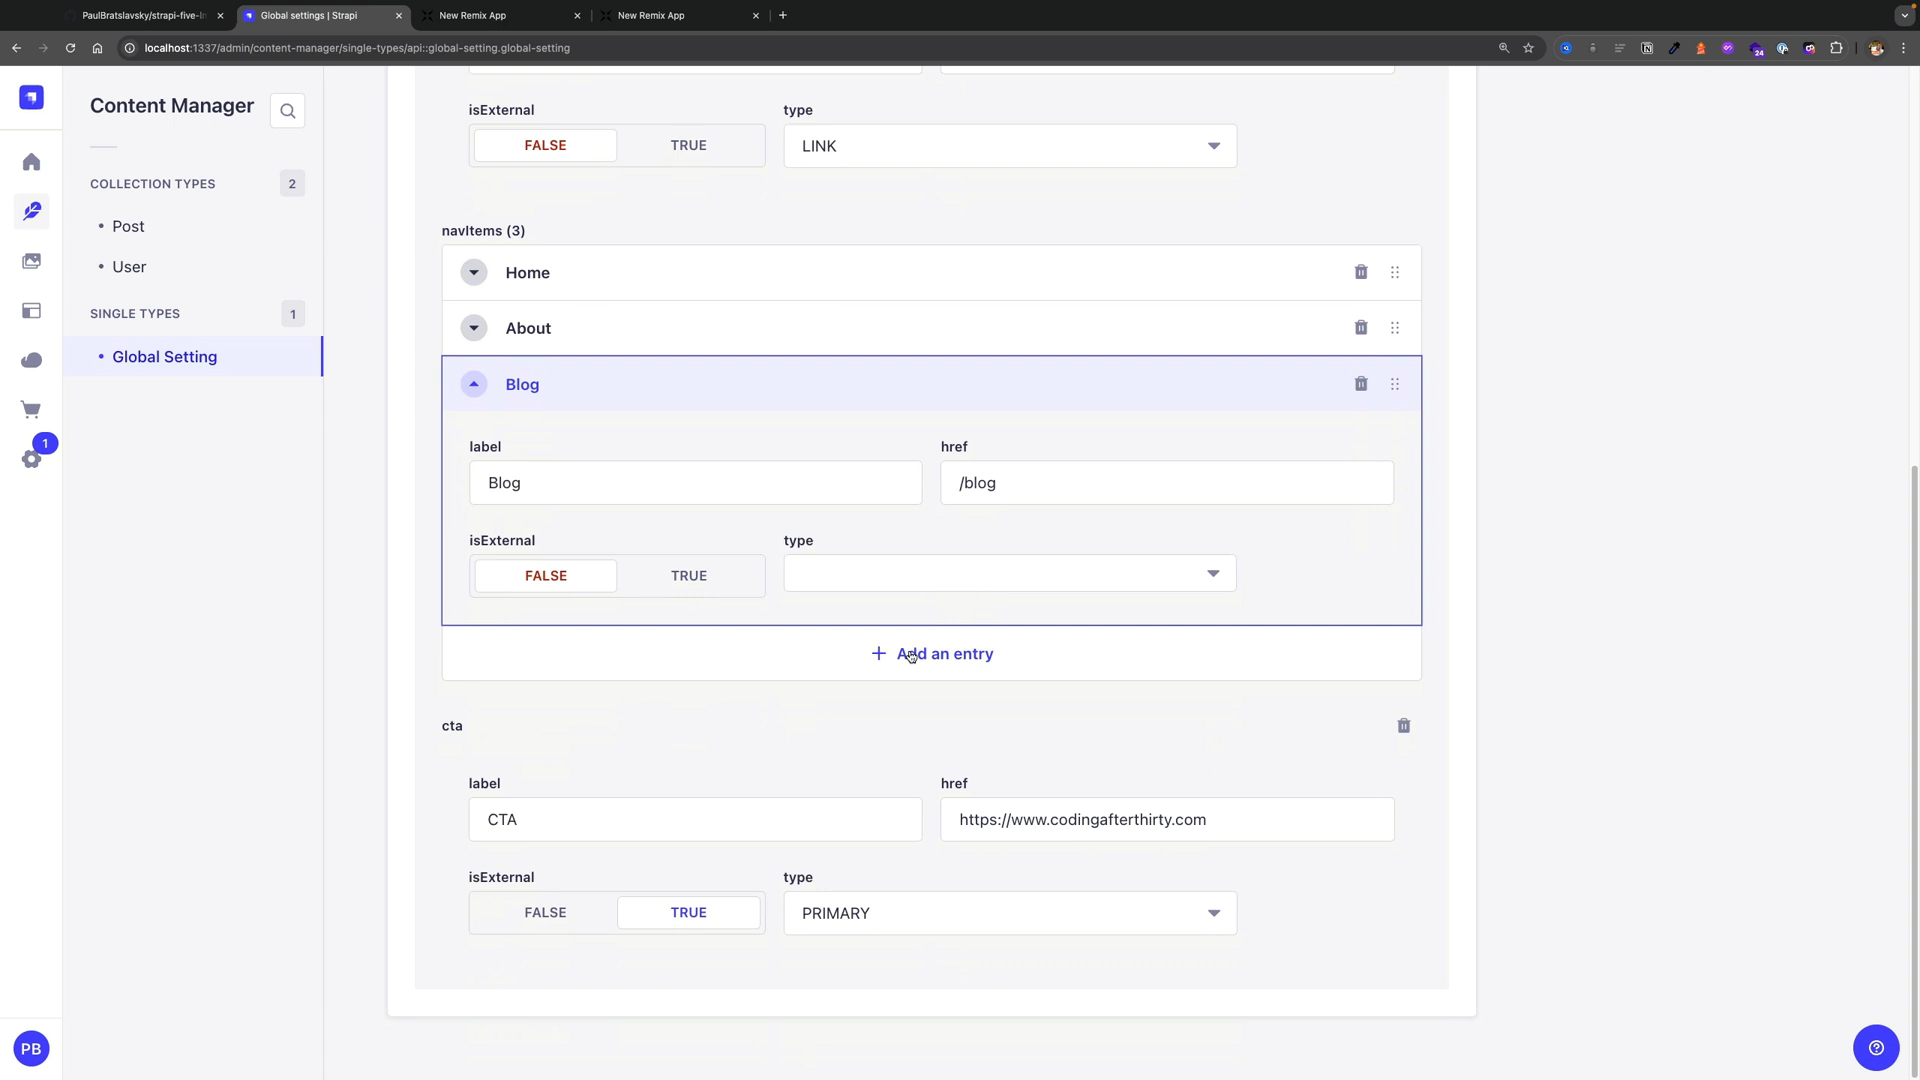 PaulBratslavsky/strapi-five-in
Global settings | Strapi
New Remix App
New Remix App
localhost:1337/admin/content-manager/single-types/api::global-setting.global-setting
24
Content Manager
COLLECTION TYPES 2
Post
User
SINGLE TYPES 1
Global Setting
1
PB
isExternal type
FALSE TRUE LINK
navItems (3)
Home
About
Blog
label href
Blog /blog
isExternal type
FALSE TRUE
Add an entry
cta
label href
CTA https://www.codingafterthirty.com
isExternal type
FALSE TRUE PRIMARY